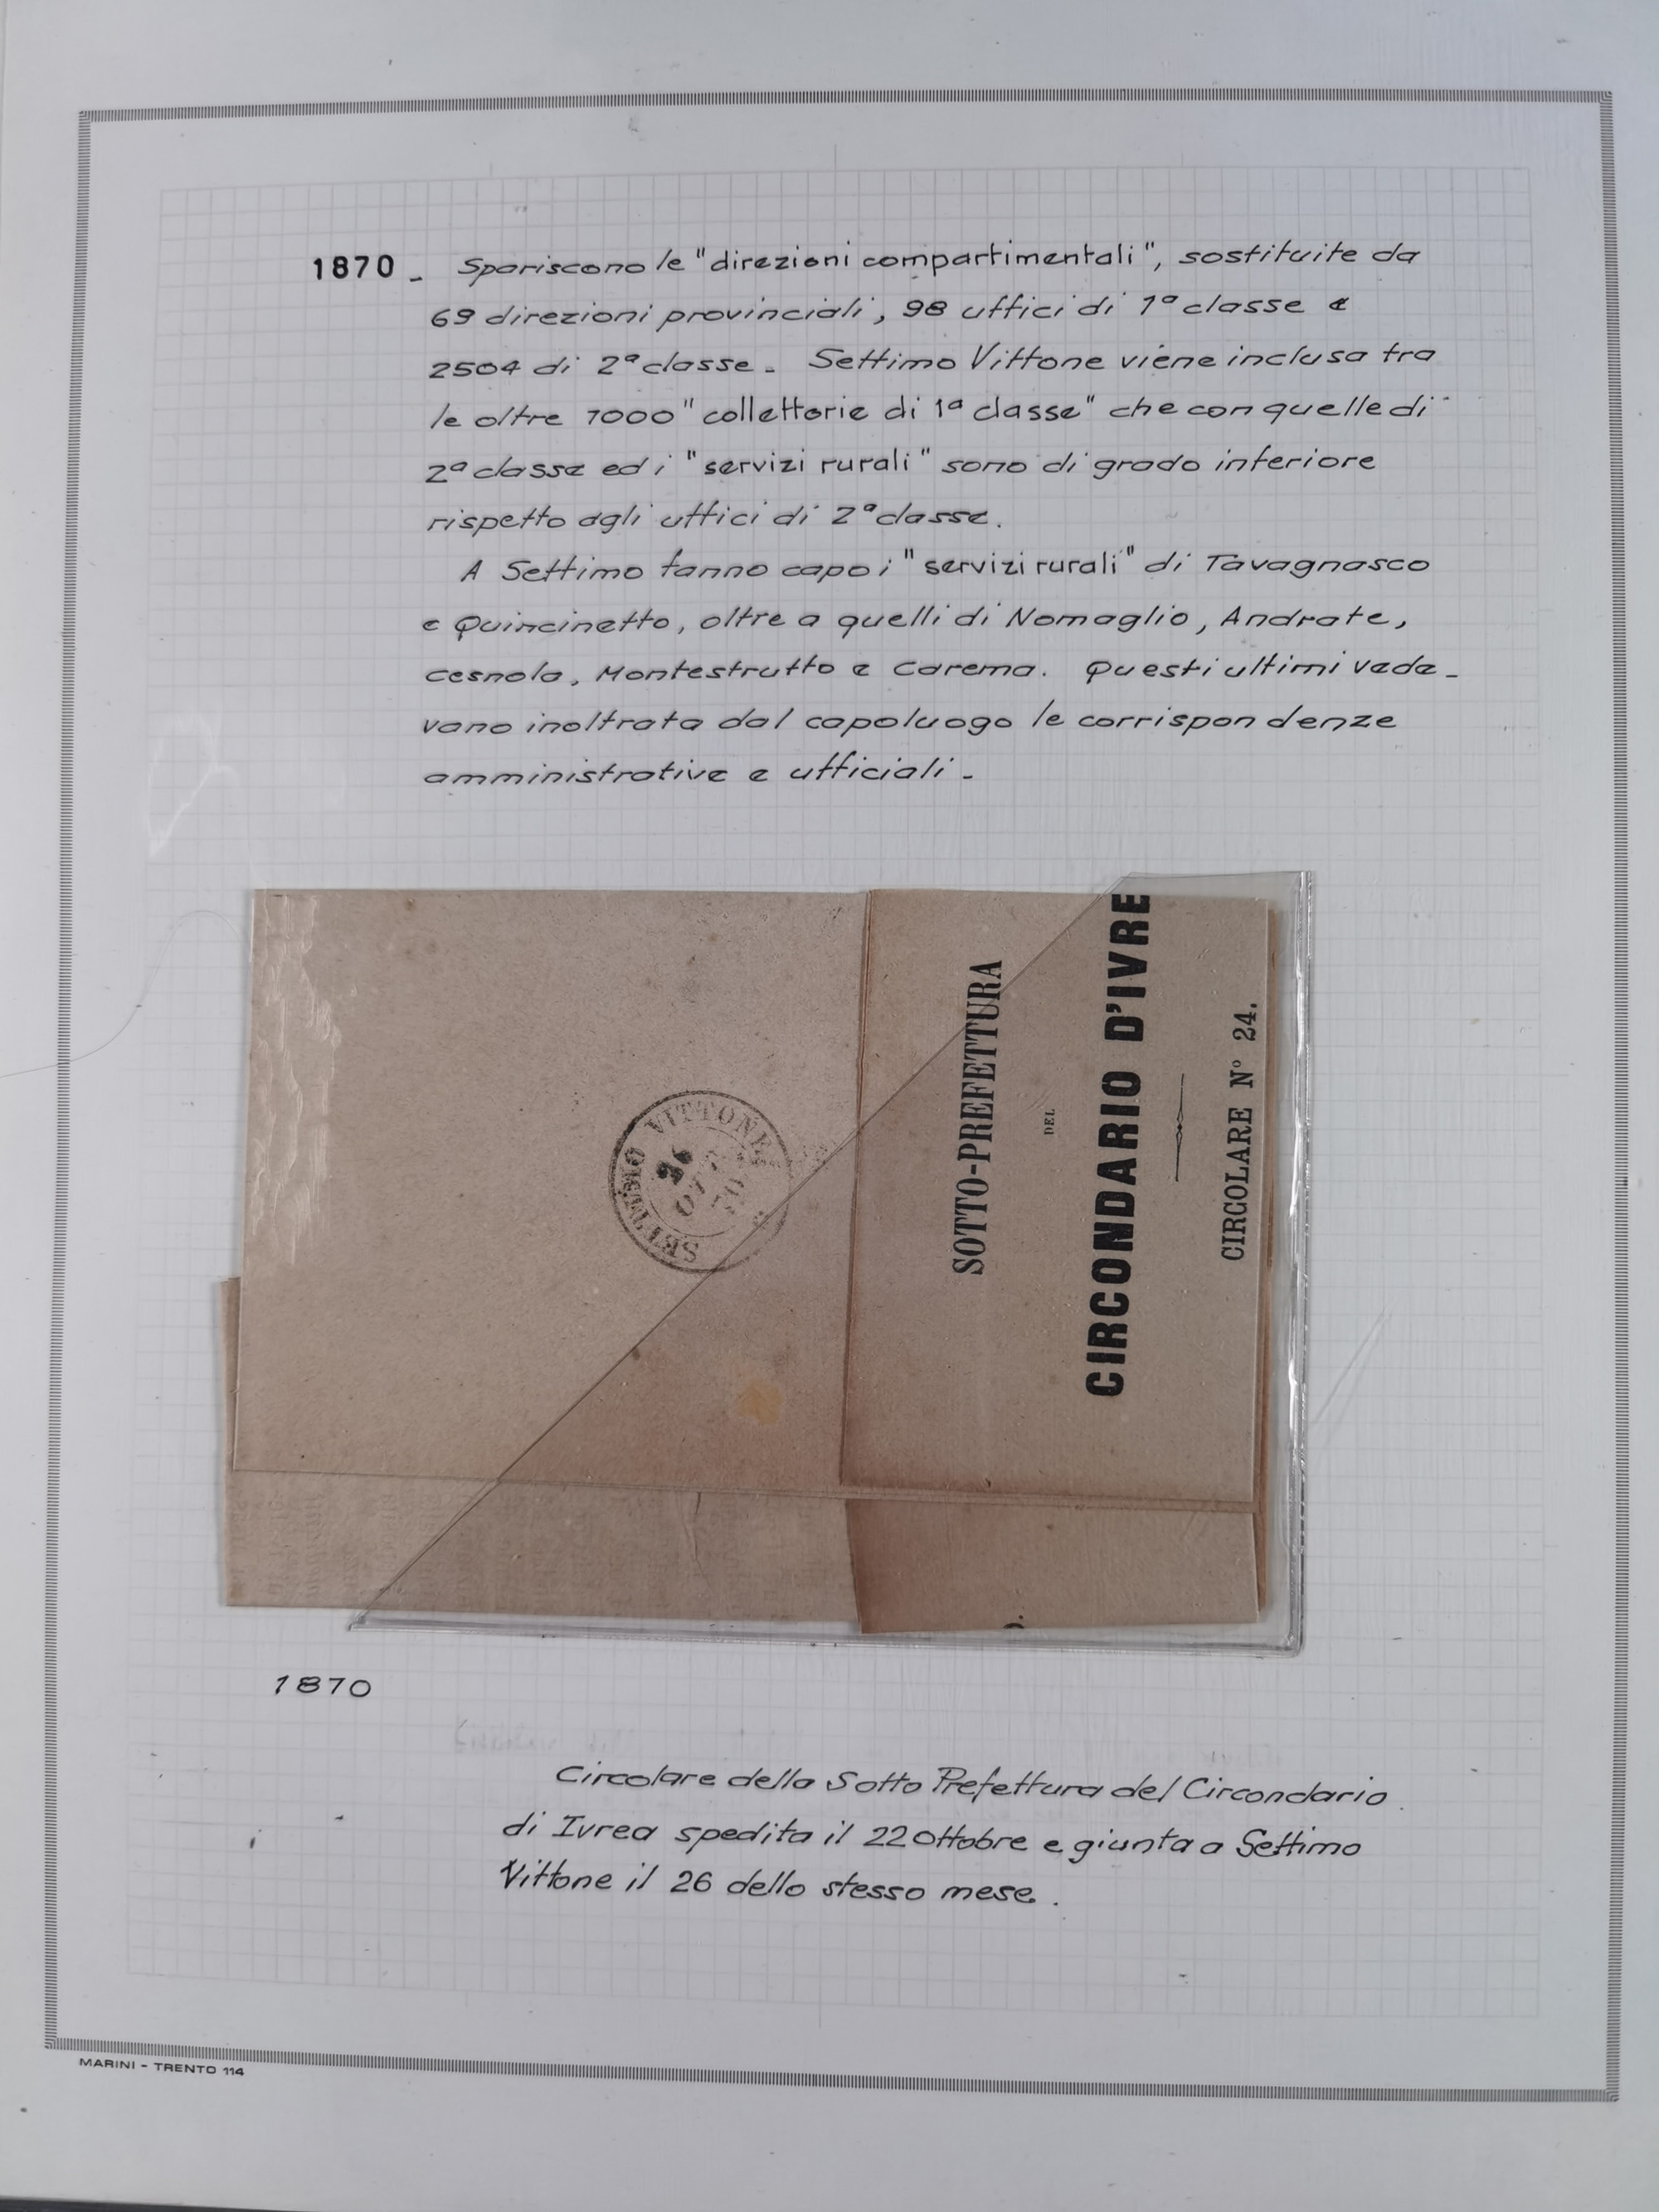 1870 - Spariscono le "direzioni compartimentali", sostituite da
69 direzioni provinciali, 98 uffici di 1ª classe e
2504 di 2ª classe - Settimo Vittone viene inclusa tra
le oltre 1000 "collettorie di 1ª classe" che con quelle di
2ª classe ed i "servizi rurali" sono di grado inferiore
rispetto agli uffici di 2ª classe.
A Settimo fanno capo i "servizi rurali" di Tavagnasco
e Quincinetto, oltre a quelli di Nomaglio, Andrate,
Cesnola, Montestrutto e Carema. Questi ultimi vede-
vano inoltrata dal capoluogo le corrispondenze
amministrative e ufficiali -
SETTIMO VITTONE
26
OTT
70
SOTTO-PREFETTURA
DEL
CIRCONDARIO D'IVRE
CIRCOLARE N° 24.
1870
Circolare della Sotto Prefettura del Circondario
di Ivrea spedita il 22 Ottobre e giunta a Settimo
Vittone il 26 dello stesso mese.
MARINI - TRENTO 114